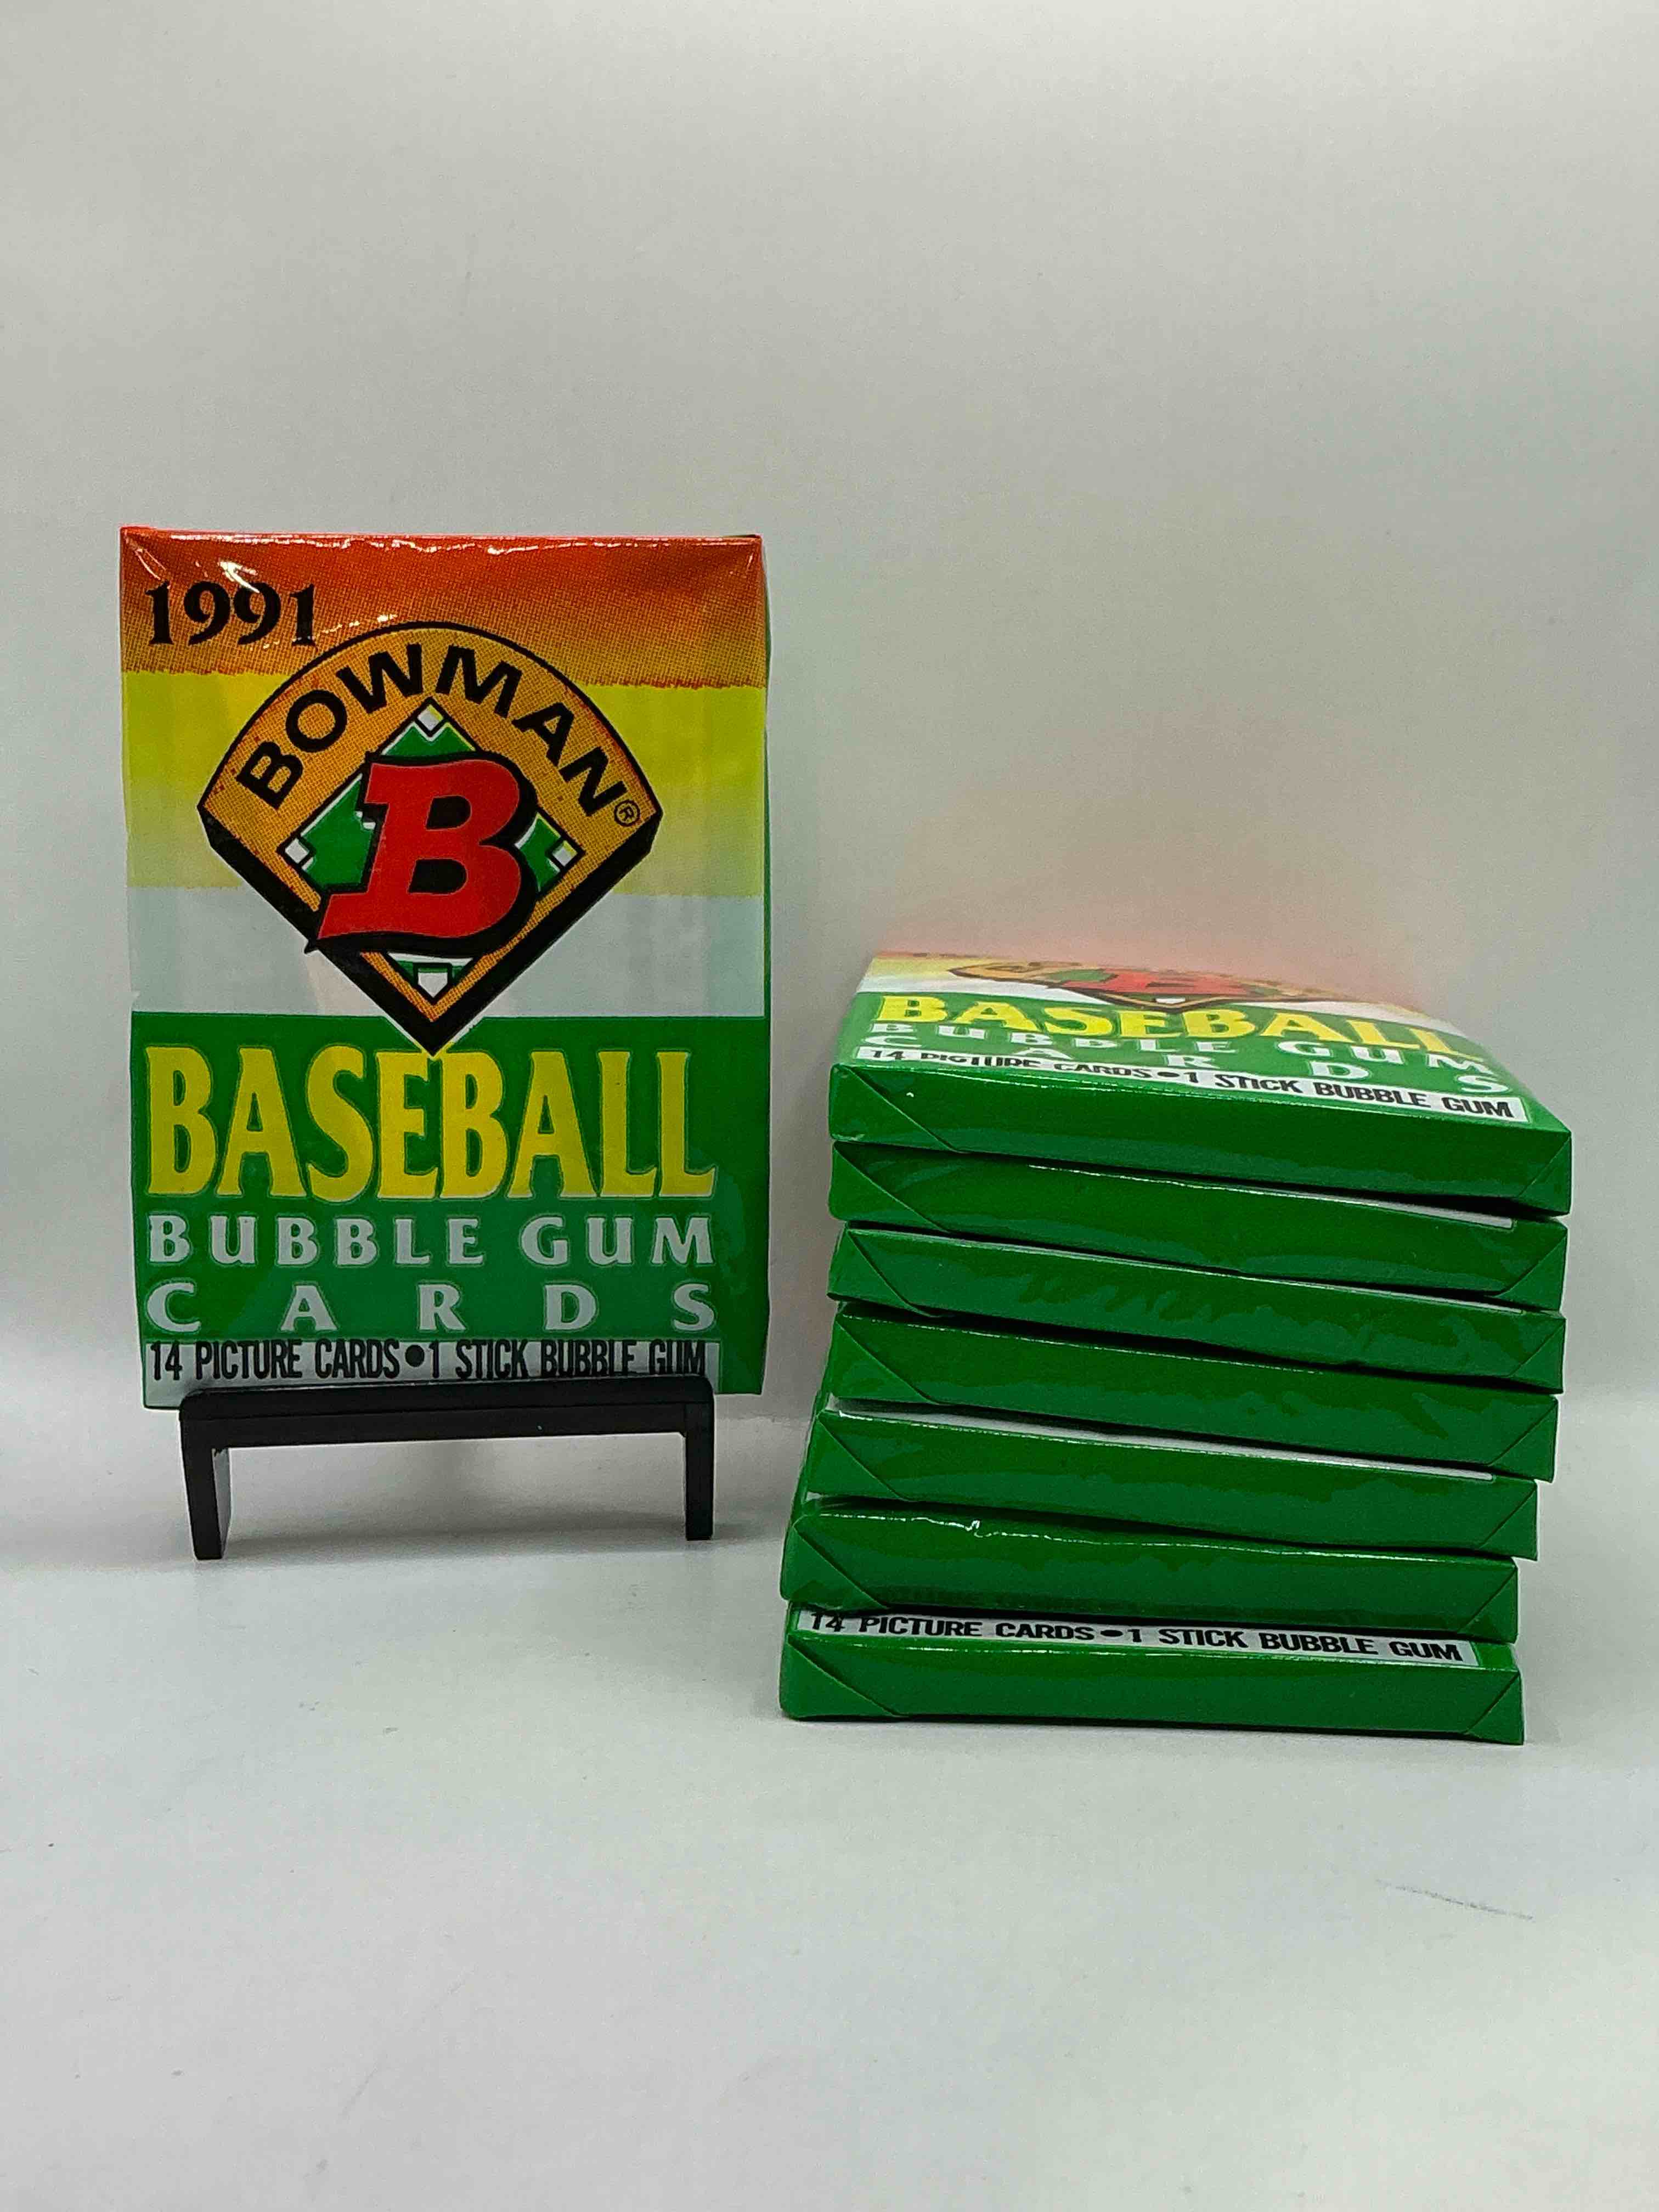 1991
BOWMAN®
B
BASEBALL
BUBBLE GUM
CARDS
14 PICTURE CARDS•1 STICK BUBBLE GUM
B
BASEBALL
BUBBLE GUM
CARDS
14 PICTURE CARDS•1 STICK BUBBLE GUM
14 PICTURE CARDS•1 STICK BUBBLE GUM